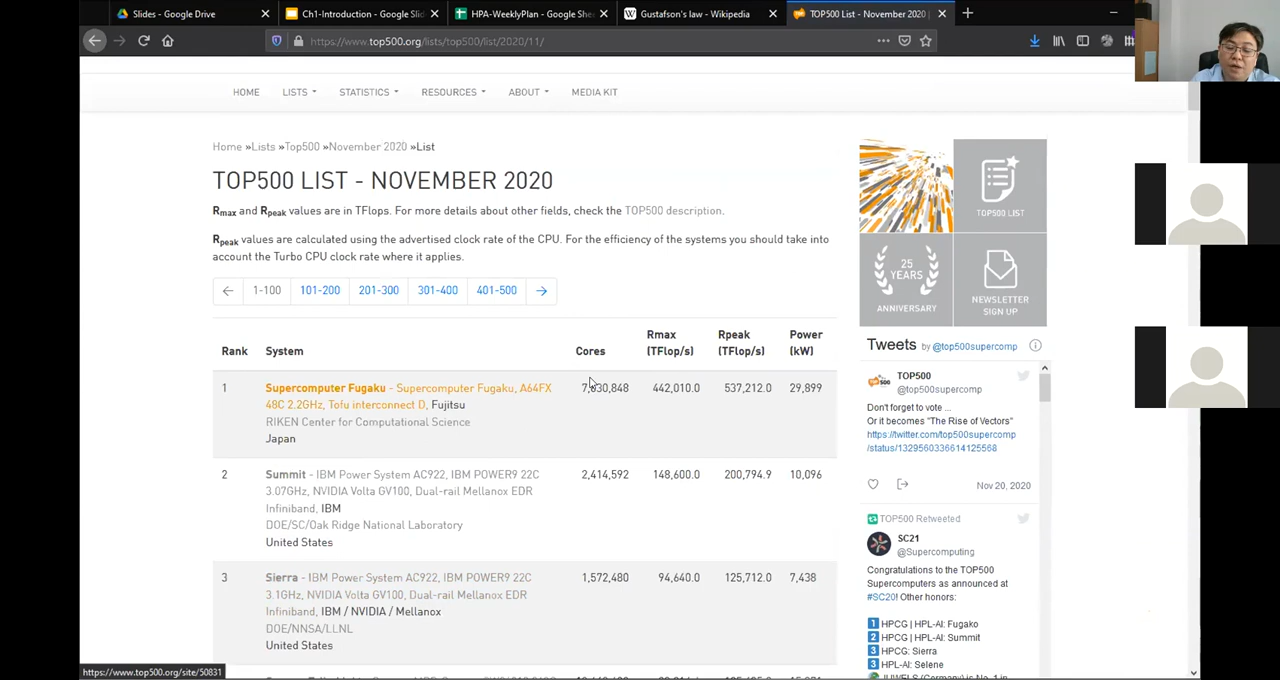 Slides - Google Drive
Ch1-Introduction - Google Slid
HPA-WeeklyPlan - Google She
Gustafson's law - Wikipedia
TOP500 List - November 2020 |
https://www.top500.org/lists/top500/list/2020/11/
HOME
LISTS
STATISTICS
RESOURCES
ABOUT
MEDIA KIT
Home »Lists »Top500 »November 2020 »List
TOP500 LIST - NOVEMBER 2020
Rmax and Rpeak values are in TFlops. For more details about other fields, check the TOP500 description.
Rpeak values are calculated using the advertised clock rate of the CPU. For the efficiency of the systems you should take into
account the Turbo CPU clock rate where it applies.
← 1-100 101-200 201-300 301-400 401-500 →
Rank System Cores Rmax (TFlop/s) Rpeak (TFlop/s) Power (kW)
1 Supercomputer Fugaku - Supercomputer Fugaku, A64FX 7,630,848 442,010.0 537,212.0 29,899
48C 2.2GHz, Tofu interconnect D, Fujitsu
RIKEN Center for Computational Science
Japan
2 Summit - IBM Power System AC922, IBM POWER9 22C 2,414,592 148,600.0 200,794.9 10,096
3.07GHz, NVIDIA Volta GV100, Dual-rail Mellanox EDR
Infiniband, IBM
DOE/SC/Oak Ridge National Laboratory
United States
3 Sierra - IBM Power System AC922, IBM POWER9 22C 1,572,480 94,640.0 125,712.0 7,438
3.1GHz, NVIDIA Volta GV100, Dual-rail Mellanox EDR
Infiniband, IBM / NVIDIA / Mellanox
DOE/NNSA/LLNL
United States
TOP500 LIST
25
YEARS
ANNIVERSARY
NEWSLETTER
SIGN UP
Tweets by @top500supercomp
TOP500
@top500supercomp
Don't forget to vote ...
Or it becomes "The Rise of Vectors"
https://twitter.com/top500supercomp
/status/1329560336614125568
Nov 20, 2020
TOP500 Retweeted
SC21
@Supercomputing
Congratulations to the TOP500
Supercomputers as announced at
#SC20! Other honors:
1 HPCG | HPL-AI: Fugako
2 HPCG | HPL-AI: Summit
3 HPCG: Sierra
3 HPL-AI: Selene
JUWELS (Germany) is No. 1 in
https://www.top500.org/site/50831